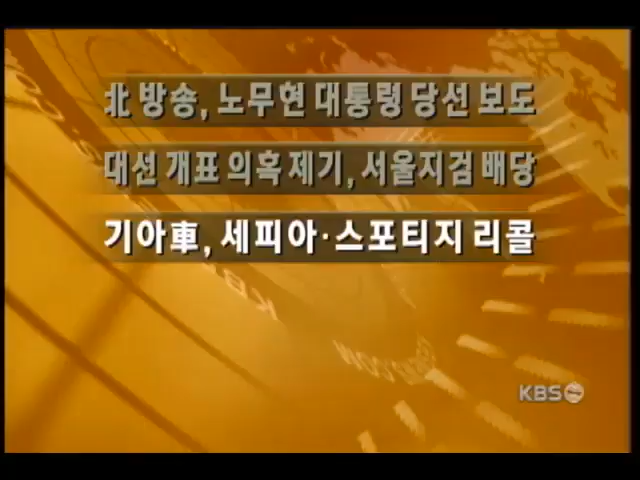 北 방송, 노무현 대통령 당선 보도
대선 개표 의혹 제기, 서울지검 배당
기아車, 세피아·스포티지 리콜
KBS